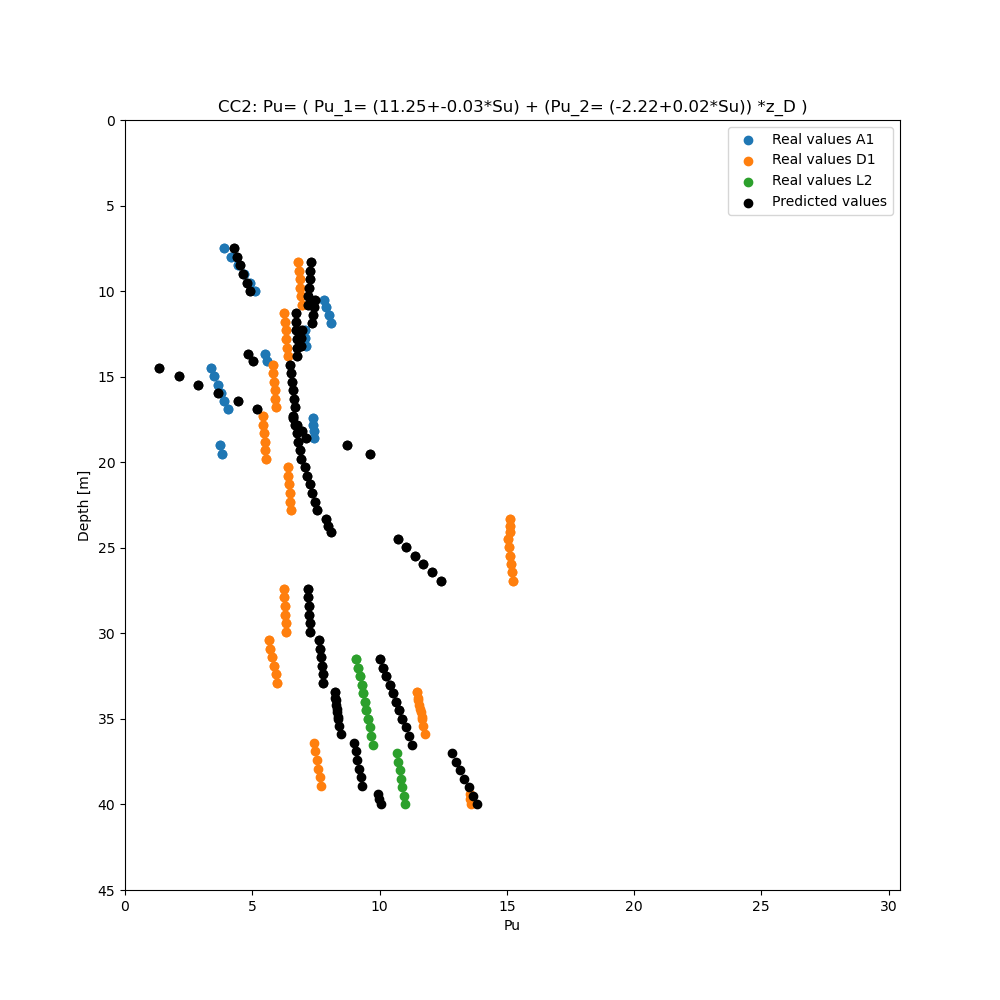 CC2: Pu= ( Pu_1= (11.25+-0.03*Su) + (Pu_2= (-2.22+0.02*Su)) *z_D )
Real values A1
Real values D1
Real values L2
Predicted values
Depth [m]
0
5
10
15
20
25
30
35
40
45
0 5 10 15 20 25 30
Pu